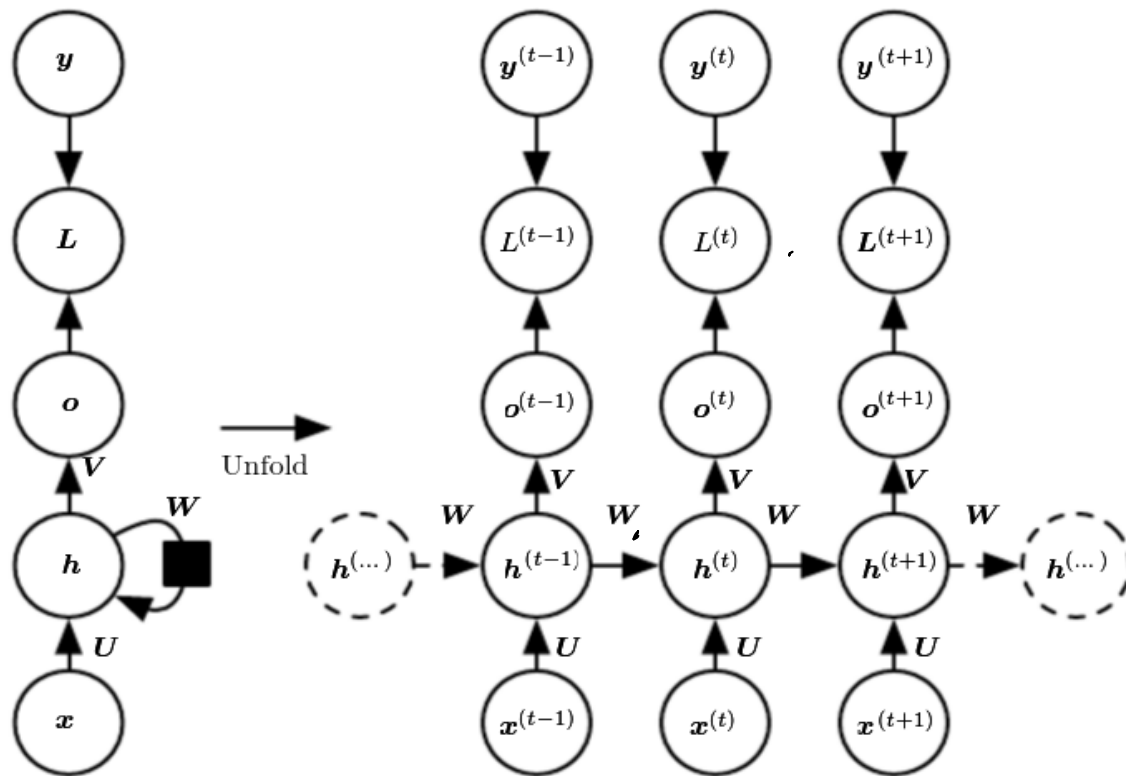 y y^(t−1) y^(t) y^(t+1)
L L^(t−1) L^(t) L^(t+1)
o o^(t−1) o^(t) o^(t+1)
Unfold
V V V V
W W W W W
h h^(...) h^(t−1) h^(t) h^(t+1) h^(...)
U U U U
x x^(t−1) x^(t) x^(t+1)